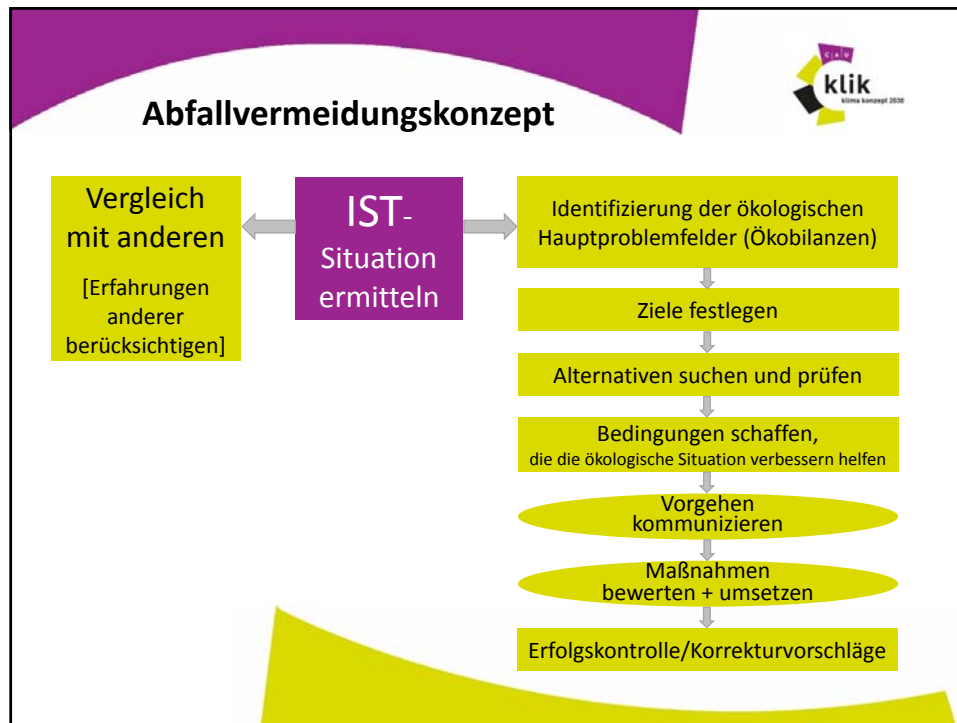 C|A|U
klik
klima konzept 2030
Abfallvermeidungskonzept
Vergleich
mit anderen
[Erfahrungen
anderer
berücksichtigen]
IST-
Situation
ermitteln
Identifizierung der ökologischen
Hauptproblemfelder (Ökobilanzen)
Ziele festlegen
Alternativen suchen und prüfen
Bedingungen schaffen,
die die ökologische Situation verbessern helfen
Vorgehen
kommunizieren
Maßnahmen
bewerten + umsetzen
Erfolgskontrolle/Korrekturvorschläge